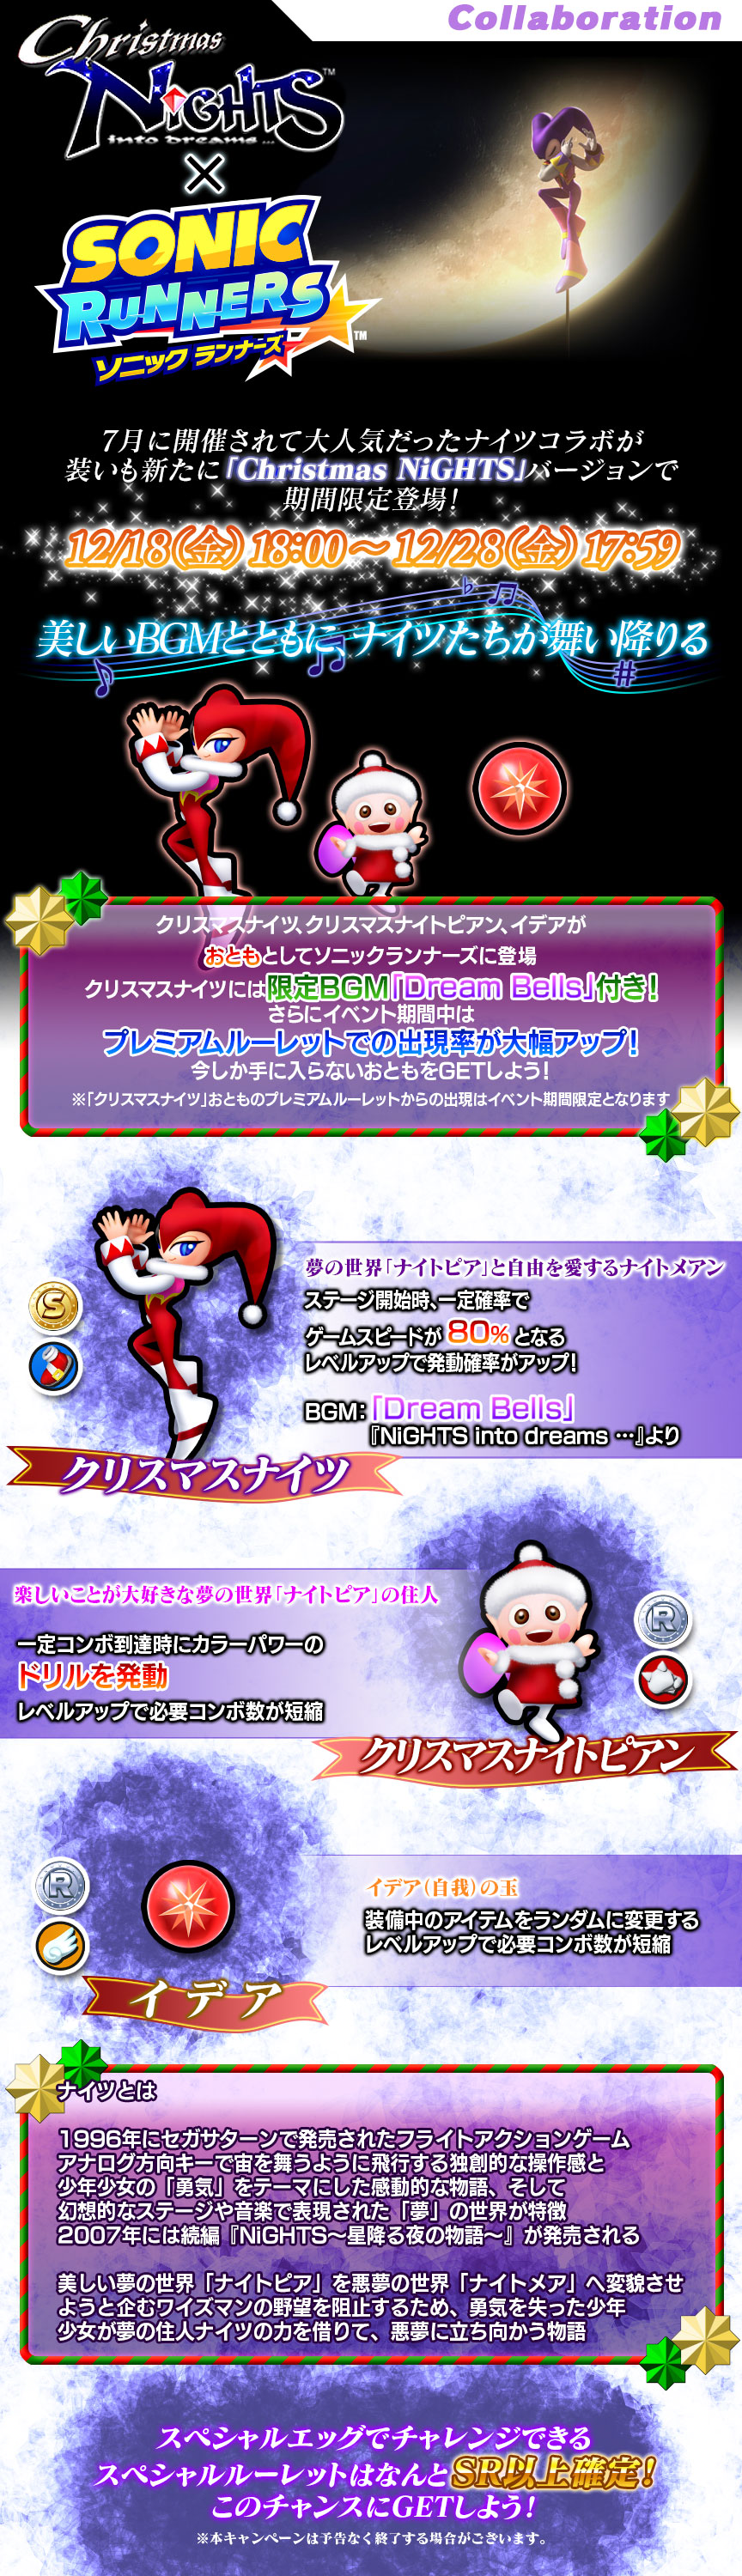 Collaboration
Christmas
NiGHTS™
into dreams...
×
SONIC
RUNNERS
ソニック ランナーズ™
7月に開催されて大人気だったナイツコラボが
装いも新たに「Christmas NiGHTS」バージョンで
期間限定登場!
12/18(金) 18:00～12/28(金) 17:59
美しいBGMとともに、ナイツたちが舞い降りる
クリスマスナイツ、クリスマスナイトピアン、イデアが
おともとしてソニックランナーズに登場
クリスマスナイツには限定BGM「Dream Bells」付き!
さらにイベント期間中は
プレミアムルーレットでの出現率が大幅アップ!
今しか手に入らないおともをGETしよう!
※「クリスマスナイツ」おとものプレミアムルーレットからの出現はイベント期間限定となります
S
夢の世界「ナイトピア」と自由を愛するナイトメアン
ステージ開始時、一定確率で
ゲームスピードが 80% となる
レベルアップで発動確率がアップ!
BGM:「Dream Bells」
『NiGHTS into dreams …』より
クリスマスナイツ
楽しいことが大好きな夢の世界「ナイトピア」の住人
一定コンボ到達時にカラーパワーの
ドリルを発動
レベルアップで必要コンボ数が短縮
R
クリスマスナイトピアン
R
イデア(自我)の玉
装備中のアイテムをランダムに変更する
レベルアップで必要コンボ数が短縮
イデア
ナイツとは
1996年にセガサターンで発売されたフライトアクションゲーム
アナログ方向キーで宙を舞うように飛行する独創的な操作感と
少年少女の「勇気」をテーマにした感動的な物語、そして
幻想的なステージや音楽で表現された「夢」の世界が特徴
2007年には続編『NiGHTS～星降る夜の物語～』が発売される
美しい夢の世界「ナイトピア」を悪夢の世界「ナイトメア」へ変貌させ
ようと企むワイズマンの野望を阻止するため、勇気を失った少年
少女が夢の住人ナイツの力を借りて、悪夢に立ち向かう物語
スペシャルエッグでチャレンジできる
スペシャルルーレットはなんとSR以上確定!
このチャンスにGETしよう!
※本キャンペーンは予告なく終了する場合がございます。